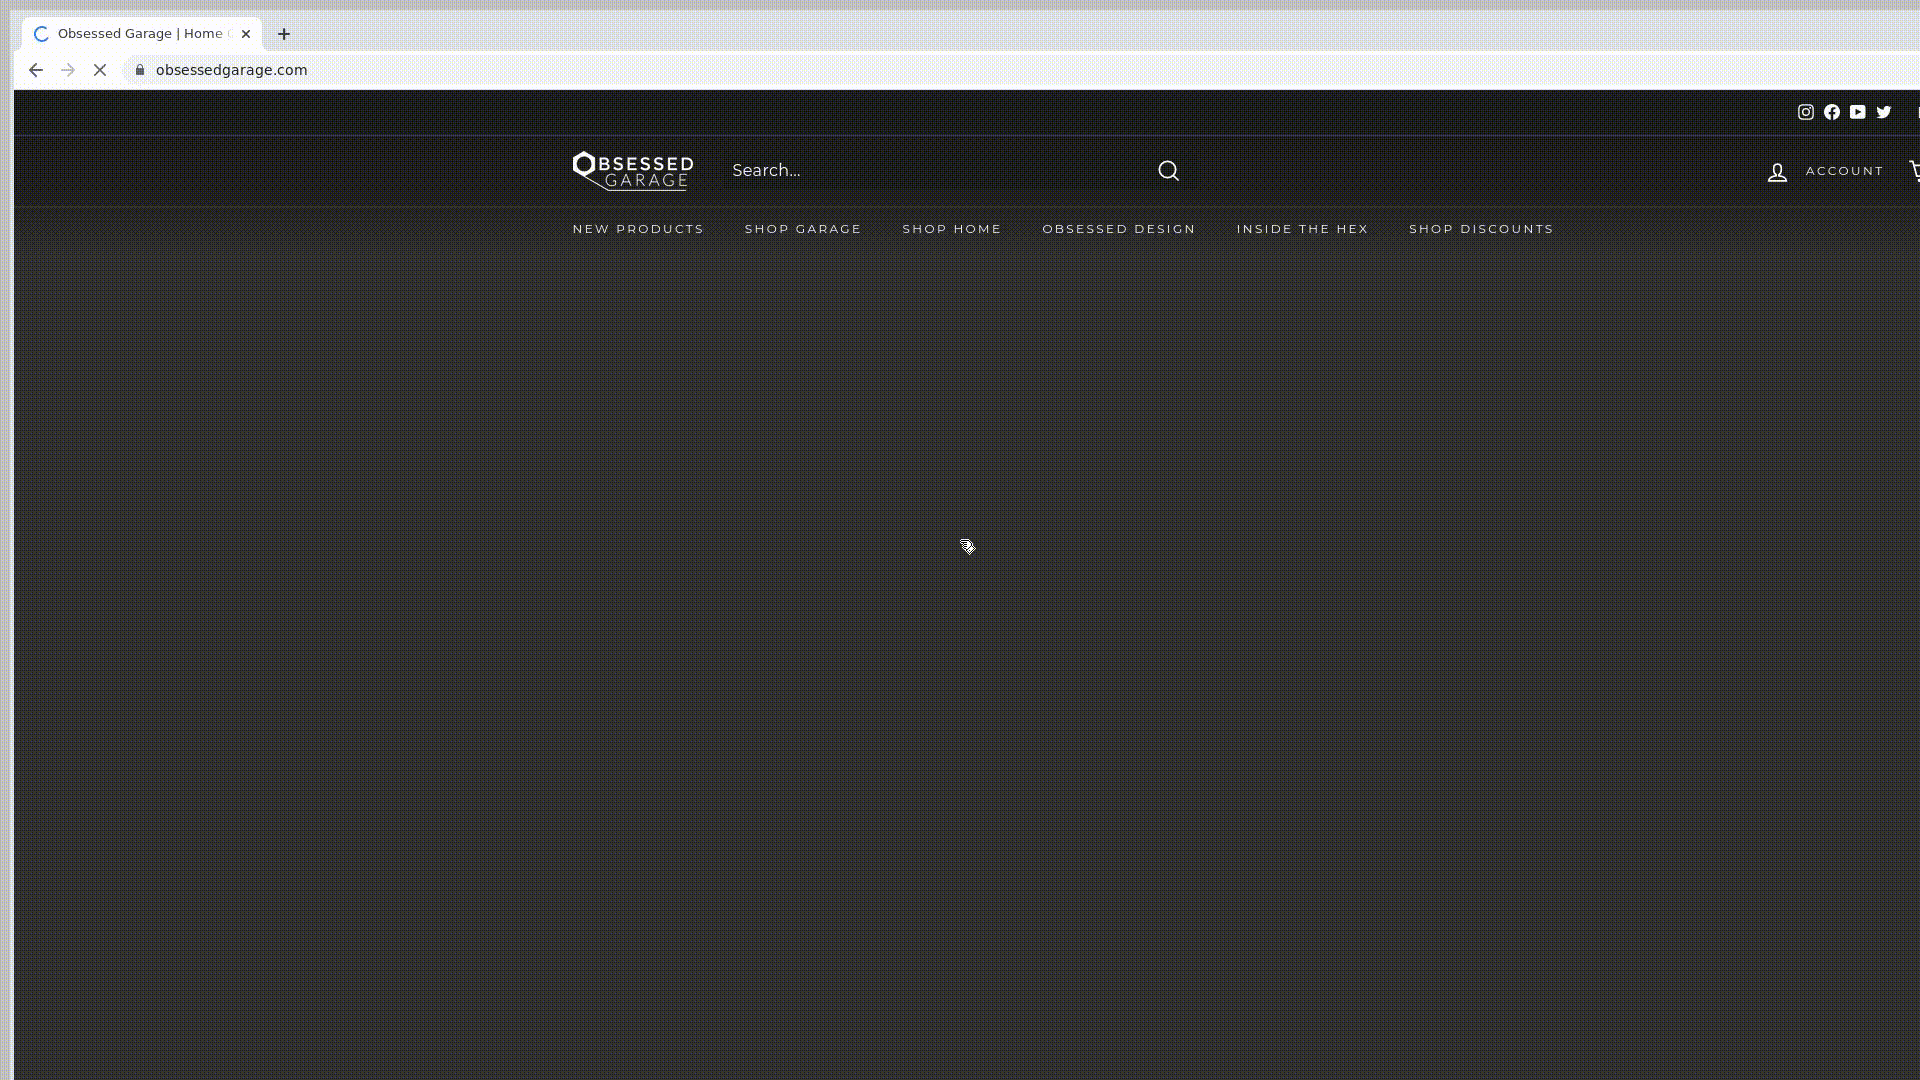 Obsessed Garage | Home
obsessedgarage.com
OBSESSED
GARAGE
Search...
ACCOUNT
NEW PRODUCTS
SHOP GARAGE
SHOP HOME
OBSESSED DESIGN
INSIDE THE HEX
SHOP DISCOUNTS